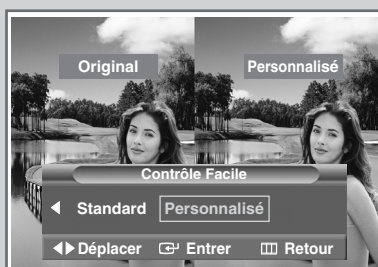 Original Personnalisé
Contrôle Facile
Standard Personnalisé
Déplacer Entrer Retour